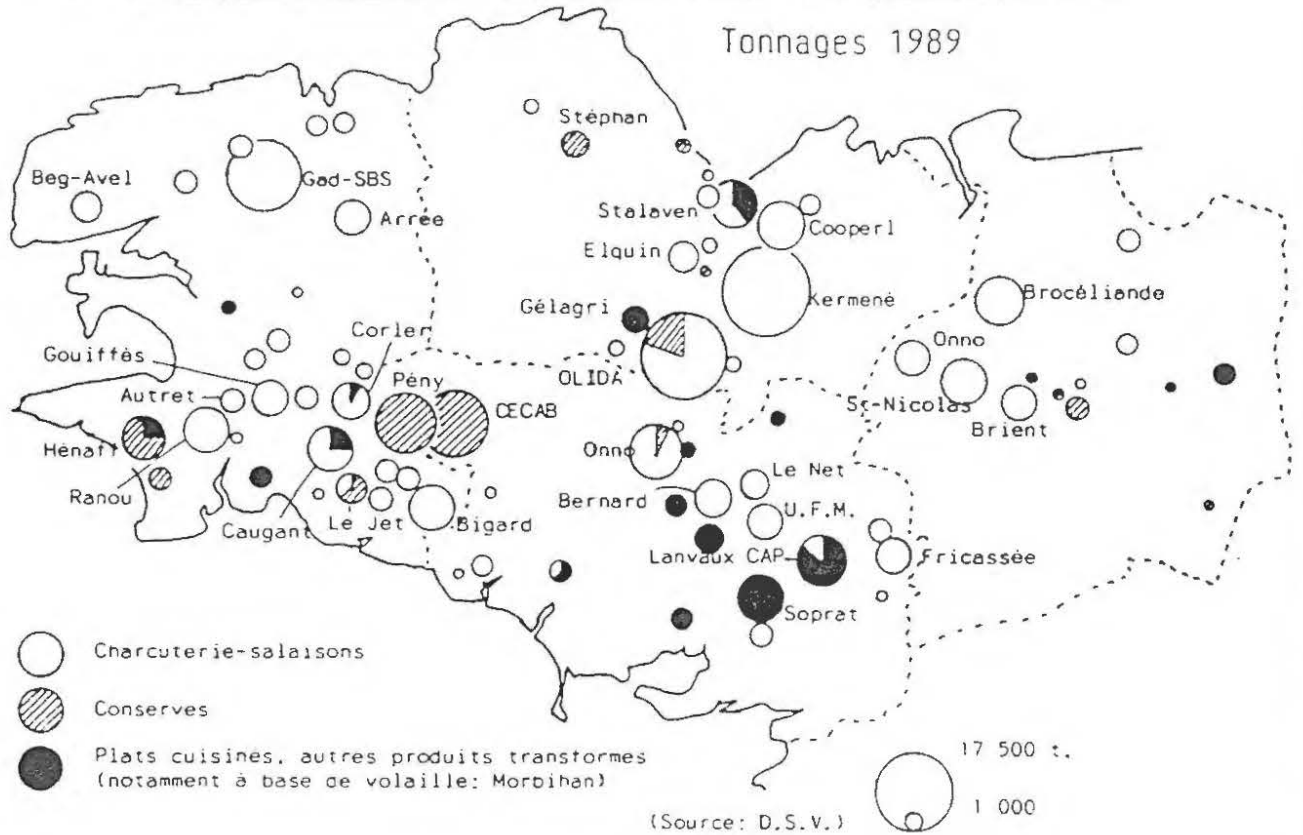 Tonnages 1989
Stéphan
Beg-Avel
Gad-SBS
Arrée
Stalaven
Cooperl
Elquin
Kermené
Gélagri
Brocéliande
Corler
Onno
Gouiffès
Pény
OLIDA
Autret
CECAB
St-Nicolas
Brient
Hénaff
Onno
Le Net
Ranou
Bernard
U.F.M.
Caugant
Le Jet
Bigard
Lanvaux CAP
Fricassée
Soprat
Charcuterie-salaisons
Conserves
Plats cuisinés, autres produits transformes
(notamment à base de volaille: Morbihan)
17 500 t.
1 000
(Source: D.S.V.)